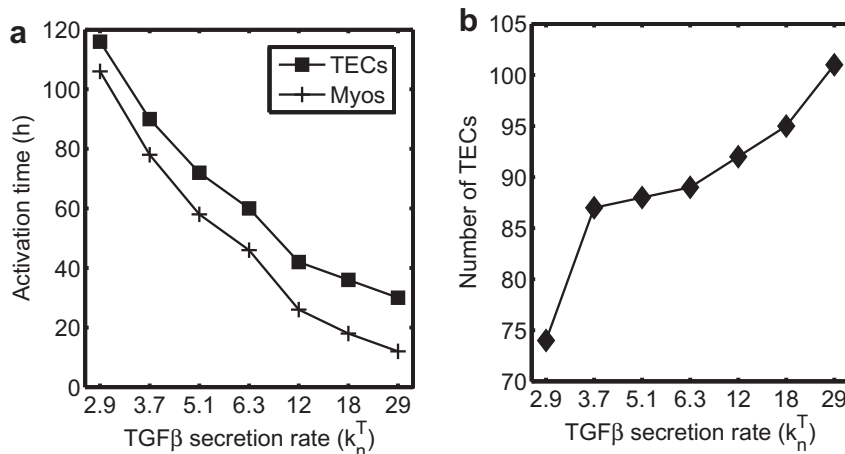 a
120
100
80
60
40
20
0
Activation time (h)
TECs
Myos
2.9 3.7 5.1 6.3 12 18 29
TGFβ secretion rate (kₙᵀ)
b
105
100
95
90
85
80
75
70
Number of TECs
2.9 3.7 5.1 6.3 12 18 29
TGFβ secretion rate (kₙᵀ)